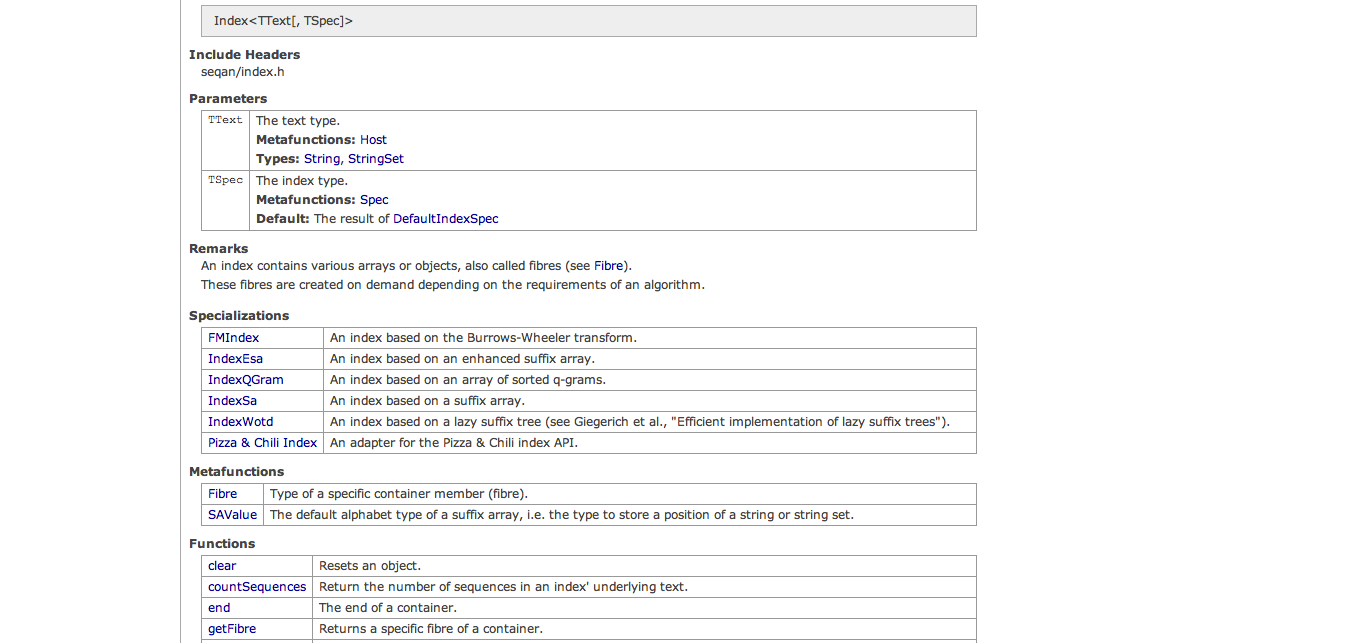 Index<TText[, TSpec]>
Include Headers
seqan/index.h
Parameters
TText The text type.
Metafunctions: Host
Types: String, StringSet
TSpec The index type.
Metafunctions: Spec
Default: The result of DefaultIndexSpec
Remarks
An index contains various arrays or objects, also called fibres (see Fibre).
These fibres are created on demand depending on the requirements of an algorithm.
Specializations
FMIndex An index based on the Burrows-Wheeler transform.
IndexEsa An index based on an enhanced suffix array.
IndexQGram An index based on an array of sorted q-grams.
IndexSa An index based on a suffix array.
IndexWotd An index based on a lazy suffix tree (see Giegerich et al., "Efficient implementation of lazy suffix trees").
Pizza & Chili Index An adapter for the Pizza & Chili index API.
Metafunctions
Fibre Type of a specific container member (fibre).
SAValue The default alphabet type of a suffix array, i.e. the type to store a position of a string or string set.
Functions
clear Resets an object.
countSequences Return the number of sequences in an index' underlying text.
end The end of a container.
getFibre Returns a specific fibre of a container.